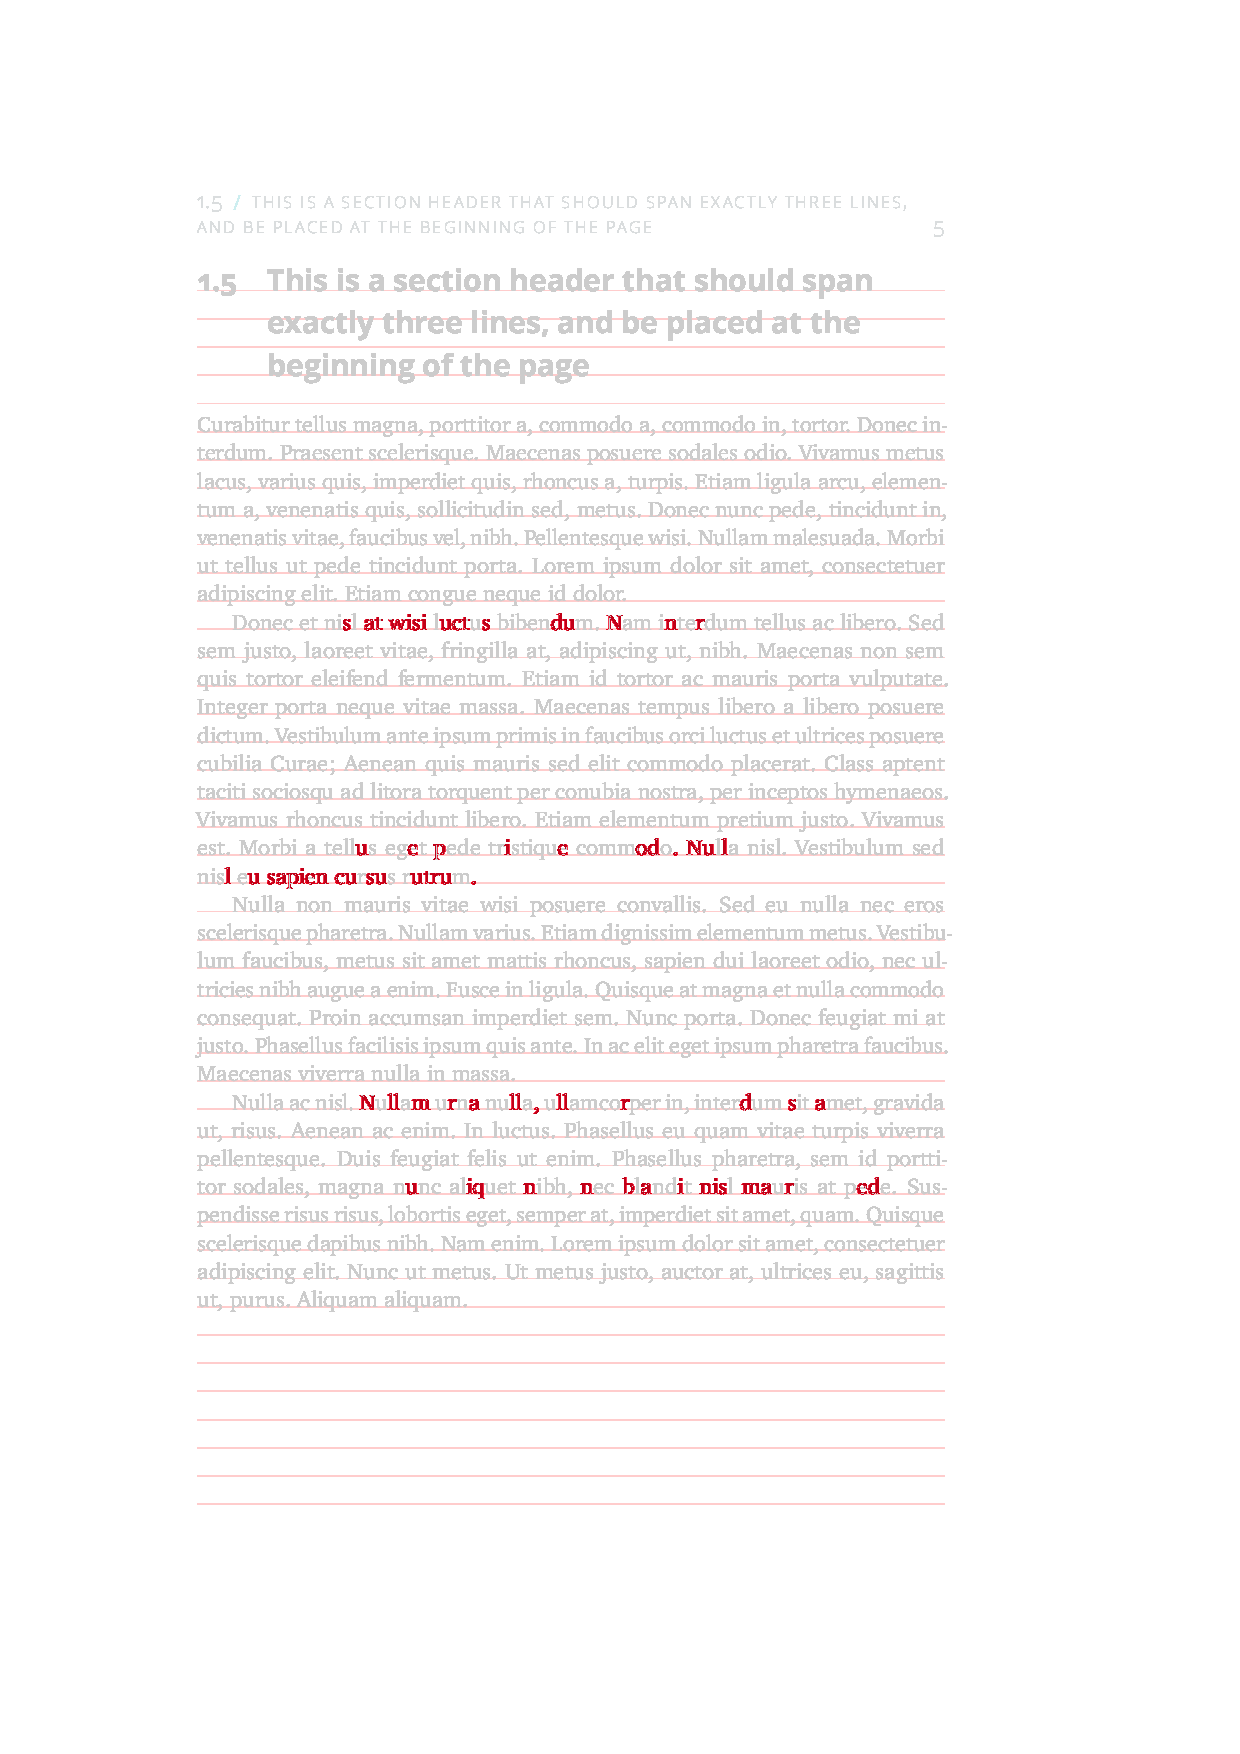 1.5 / THIS IS A SECTION HEADER THAT SHOULD SPAN EXACTLY THREE LINES,
AND BE PLACED AT THE BEGINNING OF THE PAGE 5
1.5 This is a section header that should span
exactly three lines, and be placed at the
beginning of the page
Curabitur tellus magna, porttitor a, commodo a, commodo in, tortor. Donec in-
terdum. Praesent scelerisque. Maecenas posuere sodales odio. Vivamus metus
lacus, varius quis, imperdiet quis, rhoncus a, turpis. Etiam ligula arcu, elemen-
tum a, venenatis quis, sollicitudin sed, metus. Donec nunc pede, tincidunt in,
venenatis vitae, faucibus vel, nibh. Pellentesque wisi. Nullam malesuada. Morbi
ut tellus ut pede tincidunt porta. Lorem ipsum dolor sit amet, consectetuer
adipiscing elit. Etiam congue neque id dolor.
Donec et nisl at wisi luctus bibendum. Nam interdum tellus ac libero. Sed
sem justo, laoreet vitae, fringilla at, adipiscing ut, nibh. Maecenas non sem
quis tortor eleifend fermentum. Etiam id tortor ac mauris porta vulputate.
Integer porta neque vitae massa. Maecenas tempus libero a libero posuere
dictum. Vestibulum ante ipsum primis in faucibus orci luctus et ultrices posuere
cubilia Curae; Aenean quis mauris sed elit commodo placerat. Class aptent
taciti sociosqu ad litora torquent per conubia nostra, per inceptos hymenaeos.
Vivamus rhoncus tincidunt libero. Etiam elementum pretium justo. Vivamus
est. Morbi a tellus eget pede tristique commodo. Nulla nisl. Vestibulum sed
nisl eu sapien cursus rutrum.
Nulla non mauris vitae wisi posuere convallis. Sed eu nulla nec eros
scelerisque pharetra. Nullam varius. Etiam dignissim elementum metus. Vestibu-
lum faucibus, metus sit amet mattis rhoncus, sapien dui laoreet odio, nec ul-
tricies nibh augue a enim. Fusce in ligula. Quisque at magna et nulla commodo
consequat. Proin accumsan imperdiet sem. Nunc porta. Donec feugiat mi at
justo. Phasellus facilisis ipsum quis ante. In ac elit eget ipsum pharetra faucibus.
Maecenas viverra nulla in massa.
Nulla ac nisl. Nullam urna nulla, ullamcorper in, interdum sit amet, gravida
ut, risus. Aenean ac enim. In luctus. Phasellus eu quam vitae turpis viverra
pellentesque. Duis feugiat felis ut enim. Phasellus pharetra, sem id portti-
tor sodales, magna nunc aliquet nibh, nec blandit nisl mauris at pede. Sus-
pendisse risus risus, lobortis eget, semper at, imperdiet sit amet, quam. Quisque
scelerisque dapibus nibh. Nam enim. Lorem ipsum dolor sit amet, consectetuer
adipiscing elit. Nunc ut metus. Ut metus justo, auctor at, ultrices eu, sagittis
ut, purus. Aliquam aliquam.